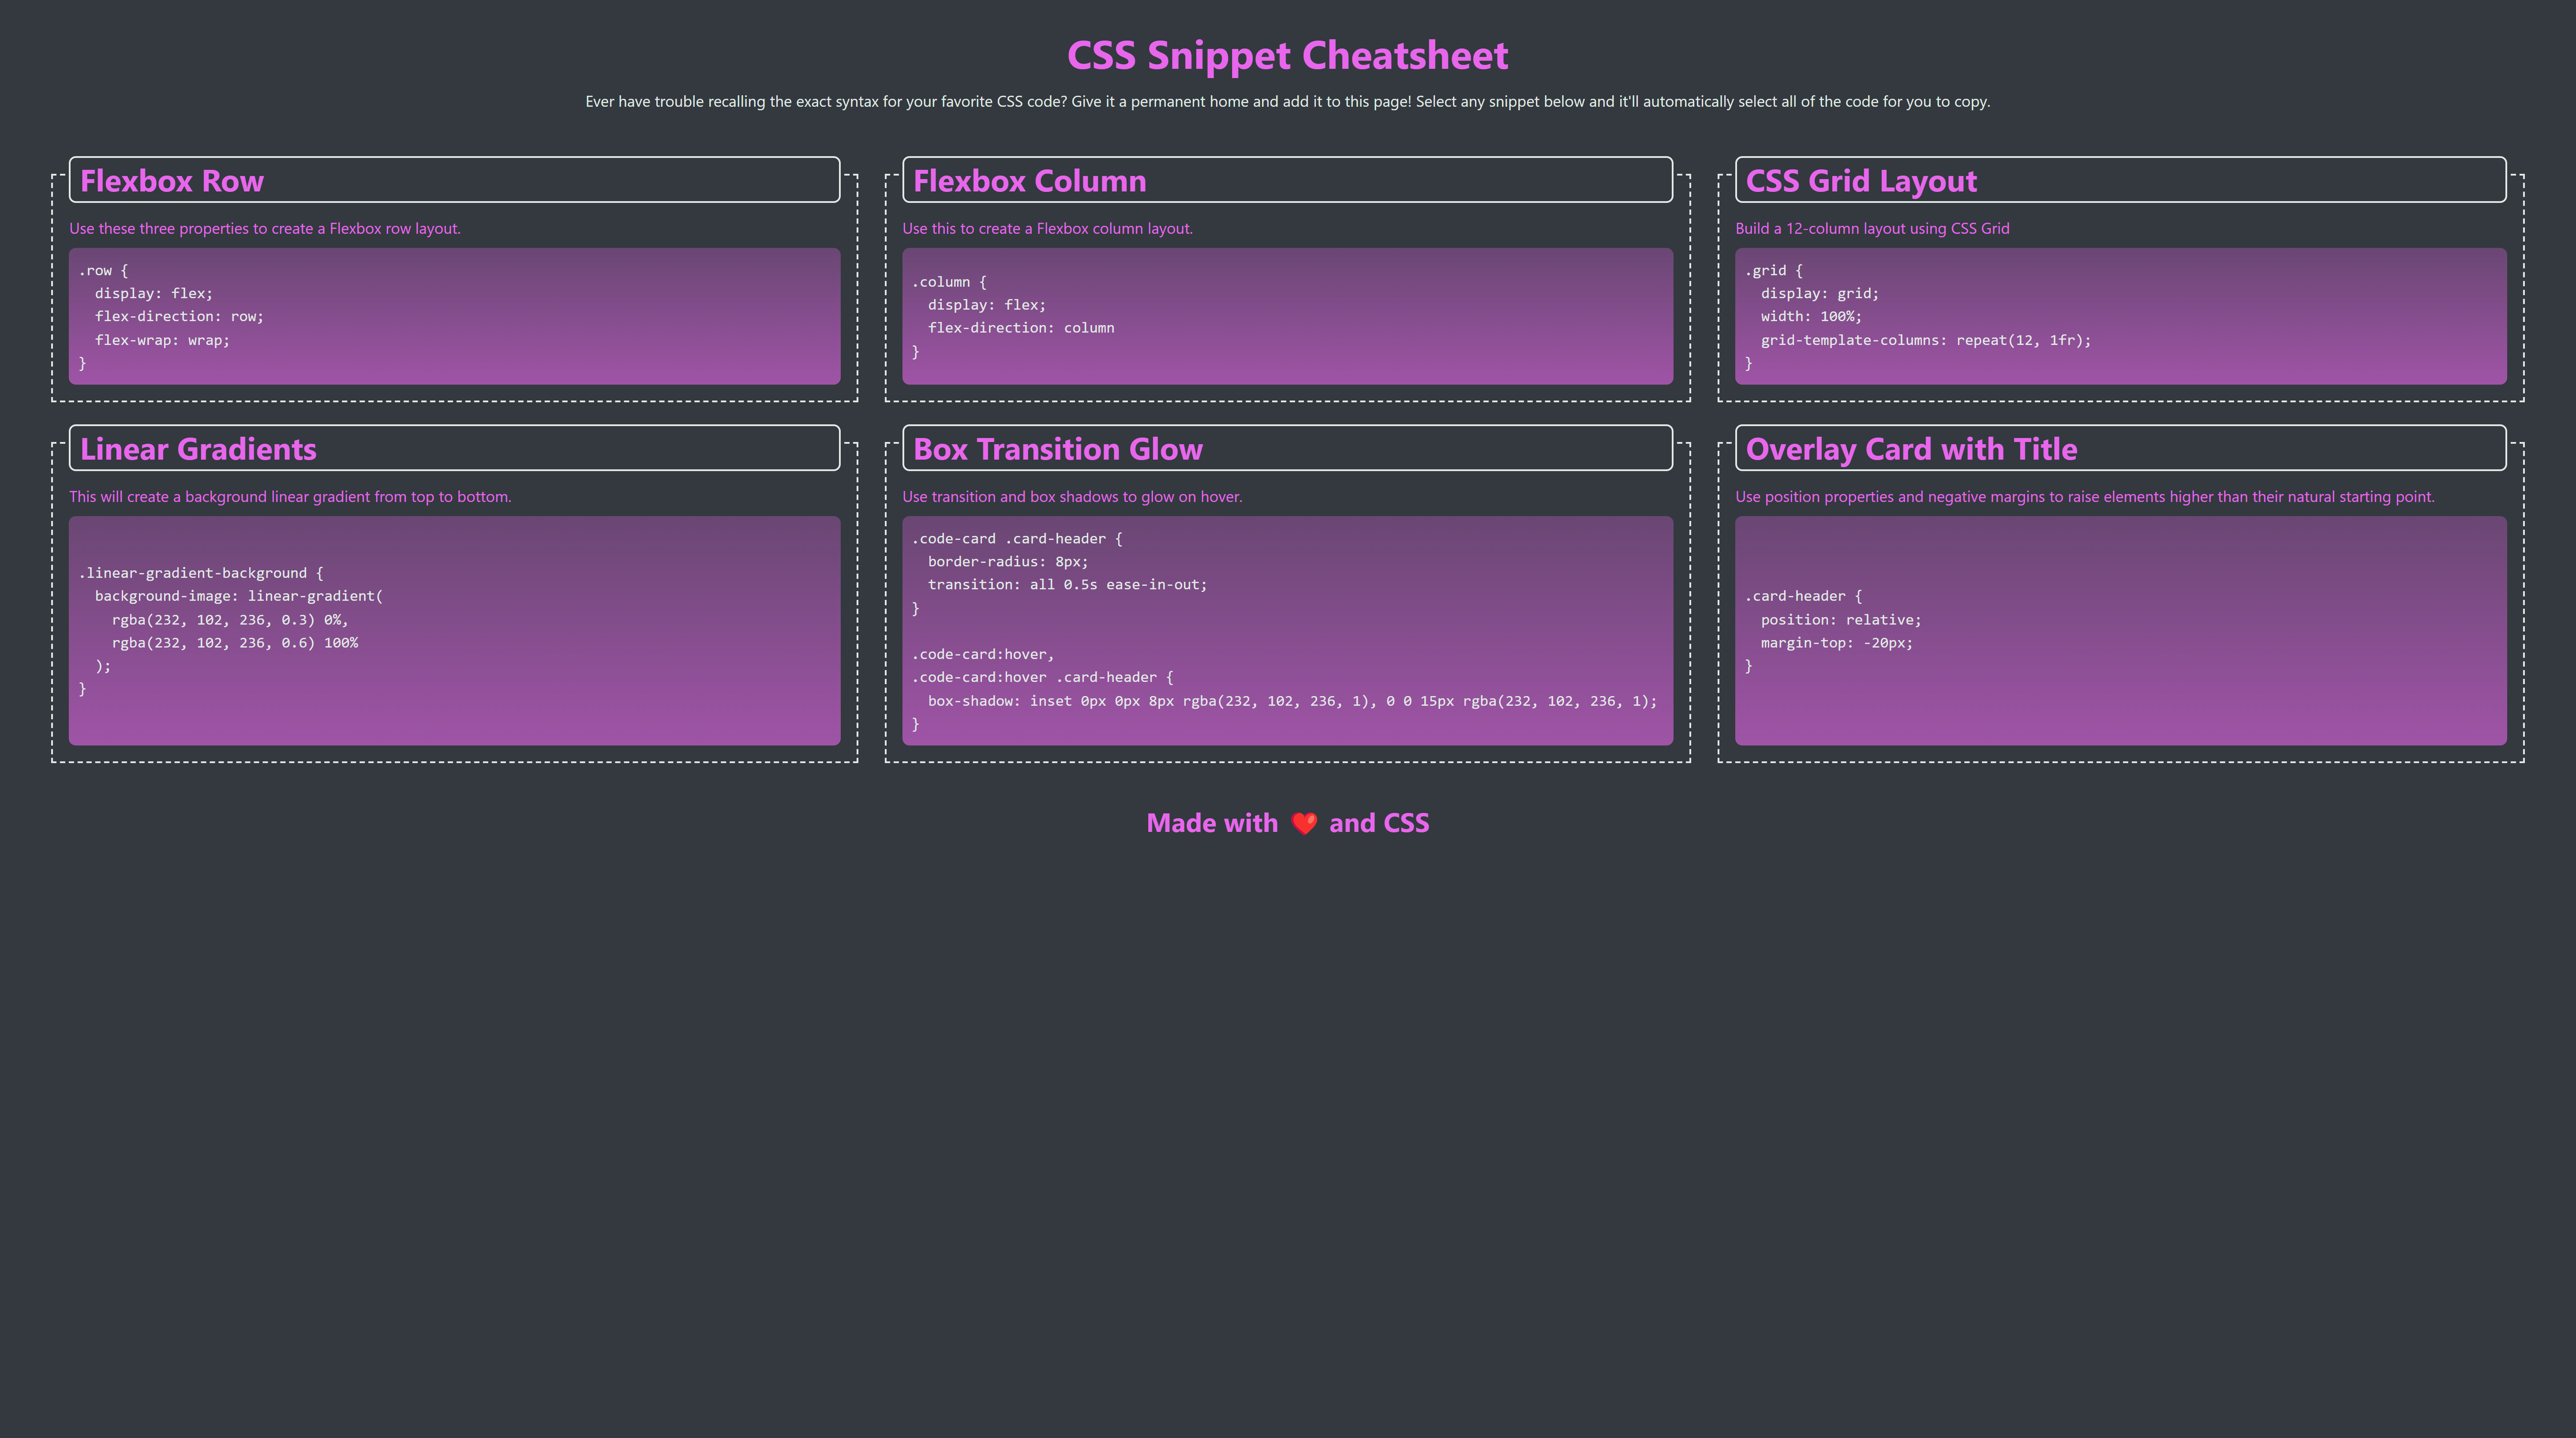 CSS Snippet Cheatsheet
Ever have trouble recalling the exact syntax for your favorite CSS code? Give it a permanent home and add it to this page! Select any snippet below and it'll automatically select all of the code for you to copy.
Flexbox Row
Use these three properties to create a Flexbox row layout.
.row {
  display: flex;
  flex-direction: row;
  flex-wrap: wrap;
}
Flexbox Column
Use this to create a Flexbox column layout.
.column {
  display: flex;
  flex-direction: column
}
CSS Grid Layout
Build a 12-column layout using CSS Grid
.grid {
  display: grid;
  width: 100%;
  grid-template-columns: repeat(12, 1fr);
}
Linear Gradients
This will create a background linear gradient from top to bottom.
.linear-gradient-background {
  background-image: linear-gradient(
    rgba(232, 102, 236, 0.3) 0%,
    rgba(232, 102, 236, 0.6) 100%
  );
}
Box Transition Glow
Use transition and box shadows to glow on hover.
.code-card .card-header {
  border-radius: 8px;
  transition: all 0.5s ease-in-out;
}
.code-card:hover,
.code-card:hover .card-header {
  box-shadow: inset 0px 0px 8px rgba(232, 102, 236, 1), 0 0 15px rgba(232, 102, 236, 1);
}
Overlay Card with Title
Use position properties and negative margins to raise elements higher than their natural starting point.
.card-header {
  position: relative;
  margin-top: -20px;
}
Made with ❤️ and CSS